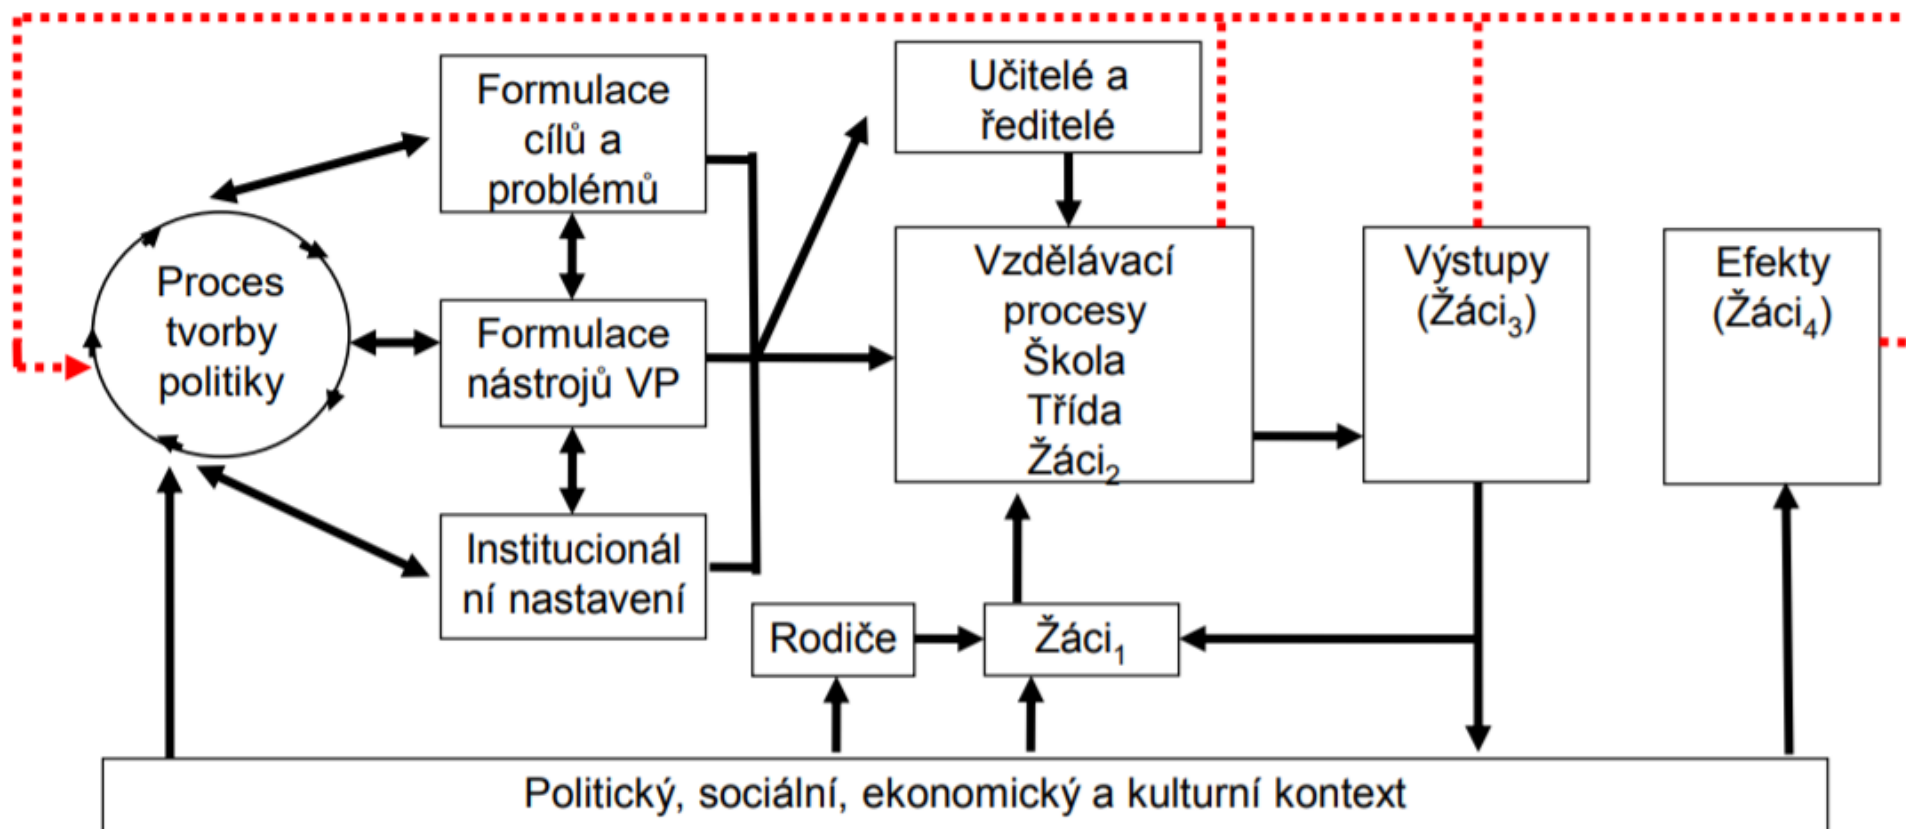 Formulace
cílů a
problémů
Učitelé a
ředitelé
Proces
tvorby
politiky
Formulace
nástrojů VP
Vzdělávací
procesy
Škola
Třída
Žáci₂
Výstupy
(Žáci₃)
Efekty
(Žáci₄)
Institucionál
ní nastavení
Rodiče
Žáci₁
Politický, sociální, ekonomický a kulturní kontext